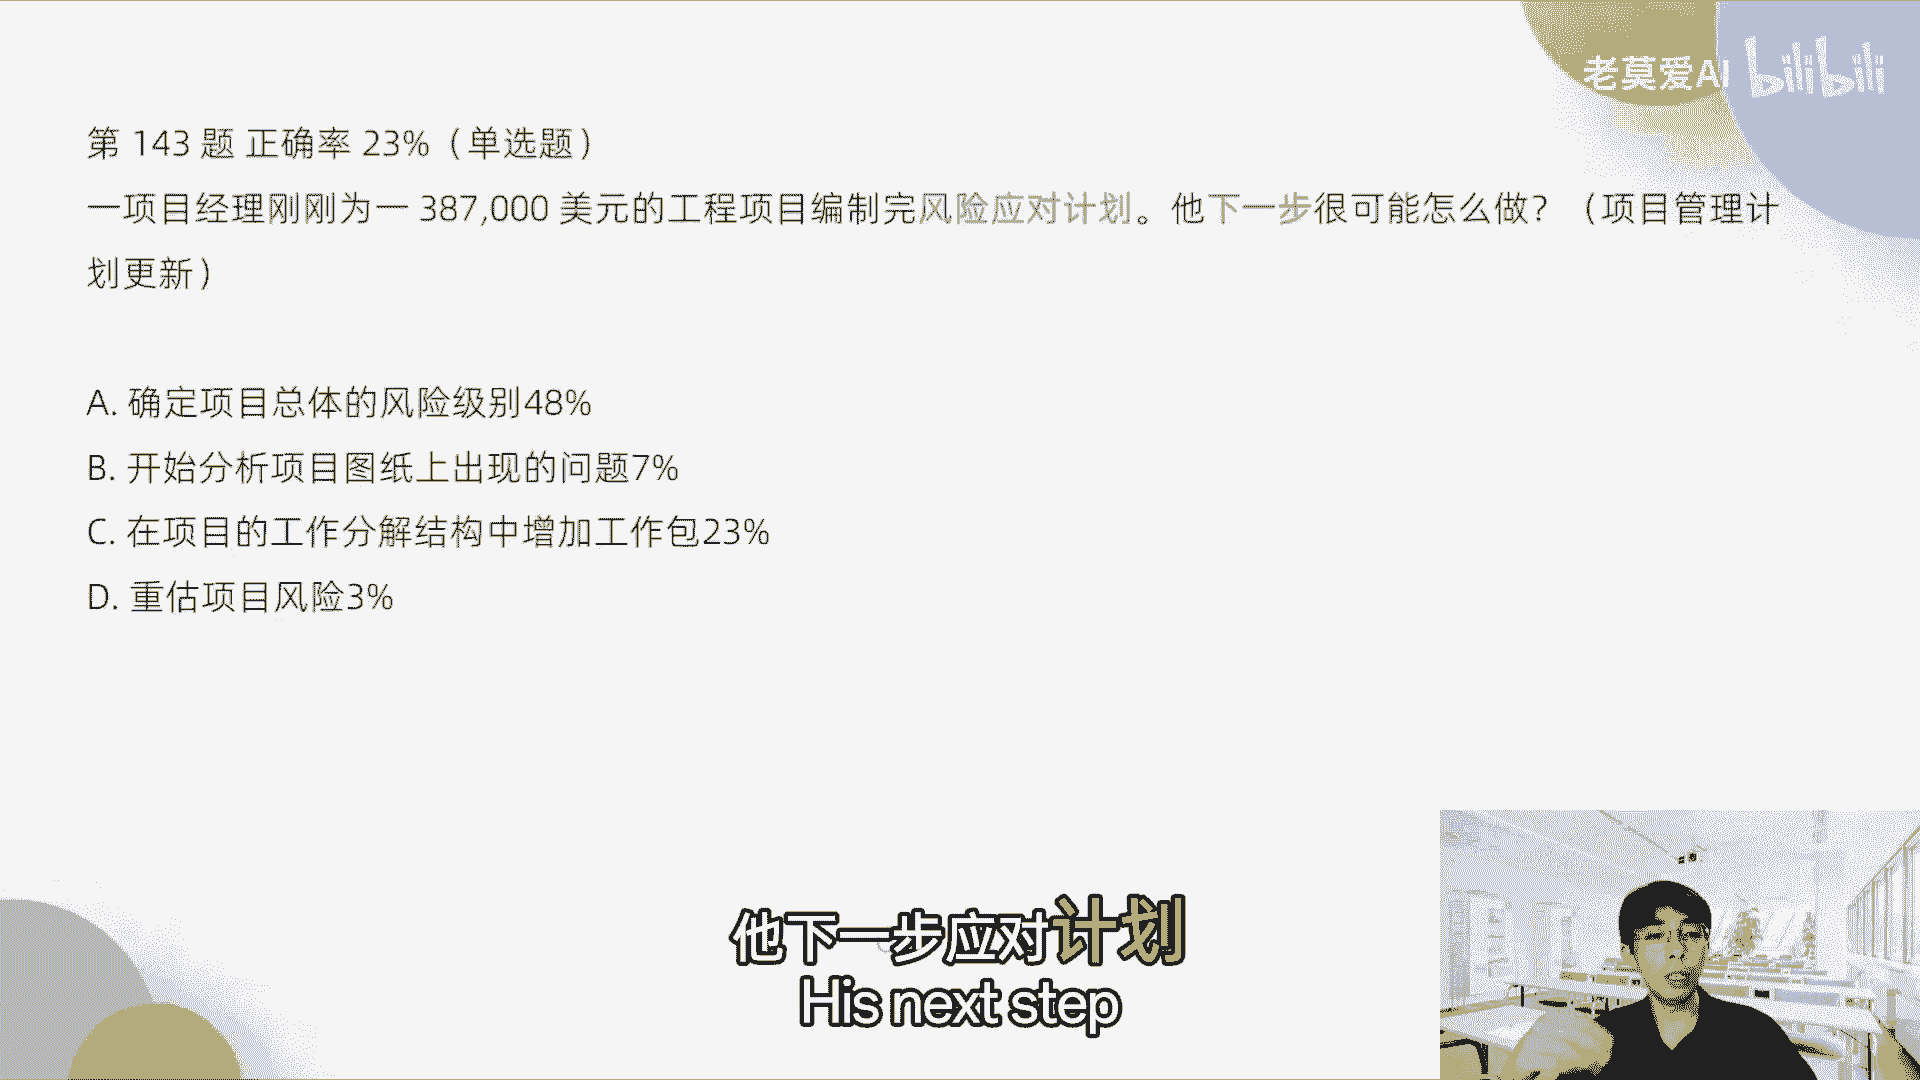 老莫爱AI bilibili
第 143 题 正确率 23%（单选题）
一项目经理刚刚为一 387,000 美元的工程项目编制完风险应对计划。他下一步很可能怎么做？（项目管理计
划更新）
A. 确定项目总体的风险级别48%
B. 开始分析项目图纸上出现的问题7%
C. 在项目的工作分解结构中增加工作包23%
D. 重估项目风险3%
他下一步应对计划
His next step